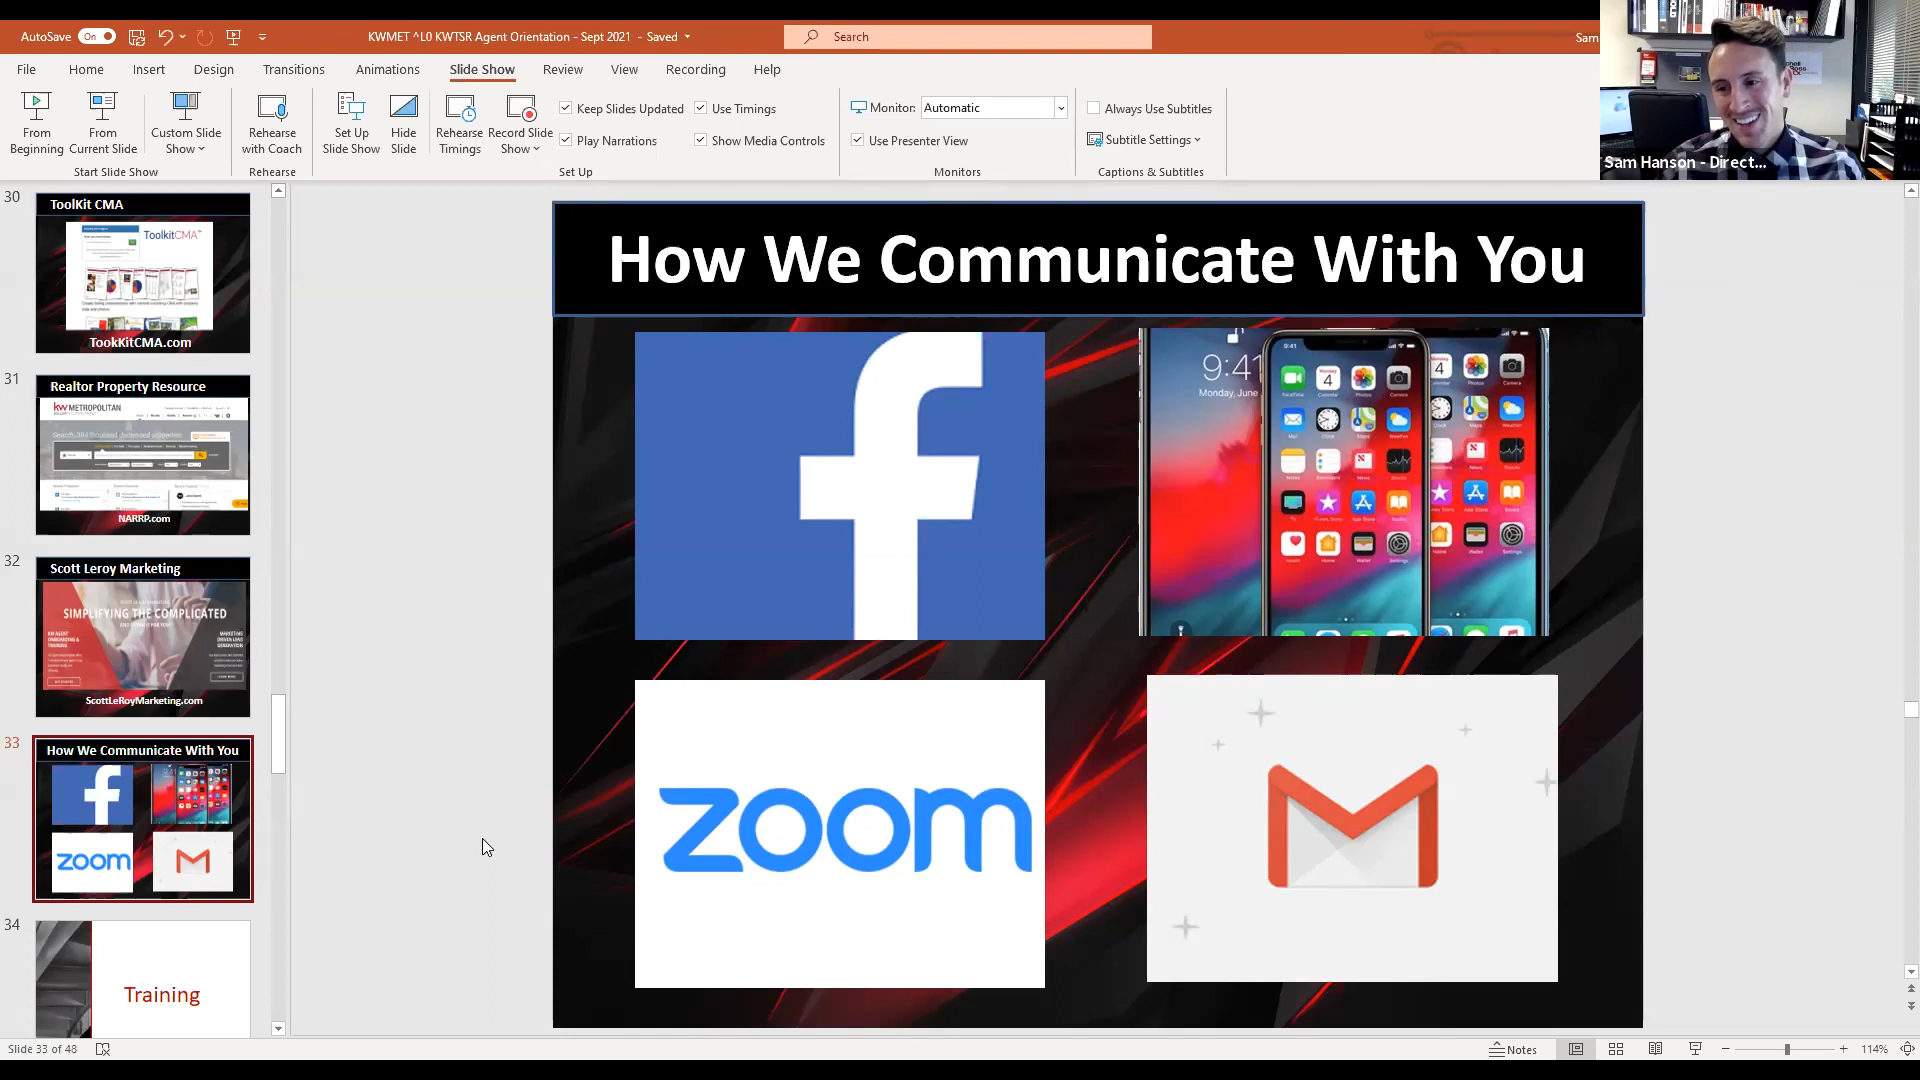 AutoSave On
KWMET ^L0 KWTSR Agent Orientation - Sept 2021 - Saved
Search
Sam
File Home Insert Design Transitions Animations Slide Show Review View Recording Help
From Beginning
From Current Slide
Custom Slide Show
Rehearse with Coach
Set Up Slide Show
Hide Slide
Rehearse Timings
Record Slide Show
Keep Slides Updated
Use Timings
Play Narrations
Show Media Controls
Monitor: Automatic
Use Presenter View
Always Use Subtitles
Subtitle Settings
Start Slide Show
Rehearse
Set Up
Monitors
Captions & Subtitles
Sam Hanson - Direct...
30
ToolKit CMA
ToolkitCMA
TookKitCMA.com
31
Realtor Property Resource
kw METROPOLITAN
NARRP.com
32
Scott Leroy Marketing
SIMPLIFYING THE COMPLICATED
KW AGENT ONBOARDING & TRAINING
ScottLeRoyMarketing.com
33
How We Communicate With You
zoom
34
Training
How We Communicate With You
9:41
Monday, June
zoom
Slide 33 of 48
Notes
114%